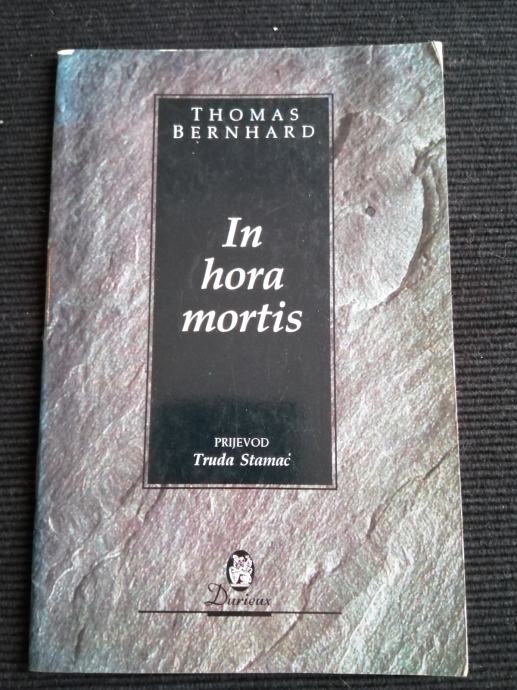 THOMAS
BERNHARD
In
hora
mortis
PRIJEVOD
Truda Stamać
Durieux